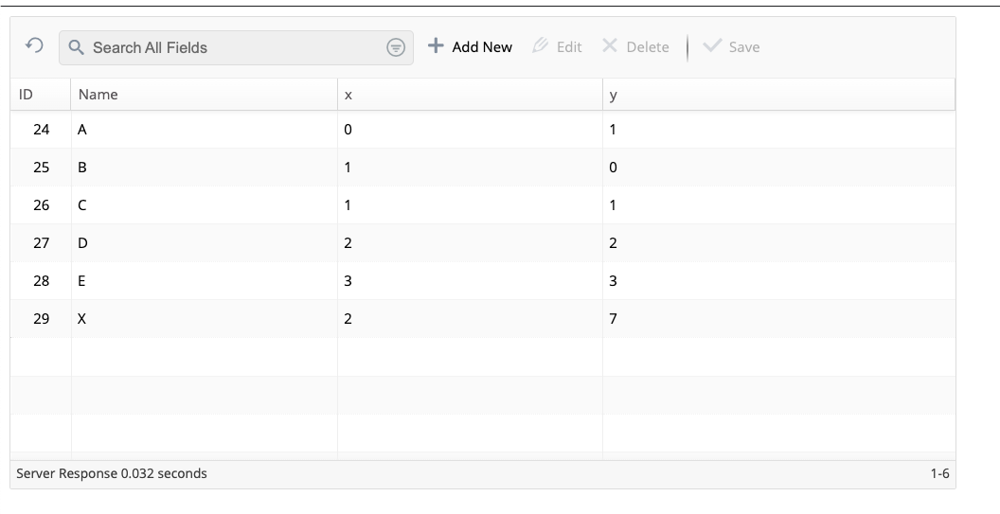 Search All Fields Add New Edit Delete Save
ID Name x y
24 A 0 1
25 B 1 0
26 C 1 1
27 D 2 2
28 E 3 3
29 X 2 7
Server Response 0.032 seconds 1-6